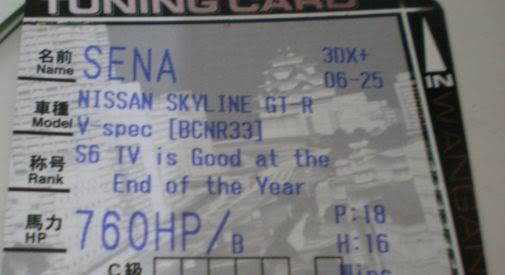 TUNING CARD
名前
Name
SENA
3DX+
06-25
車種
Model
NISSAN SKYLINE GT-R
V-spec [BCNR33]
称号
Rank
S6 TV is Good at the
End of the Year
馬力
HP
760HP/B
P:18
H:16
C級
IN
WANGAN